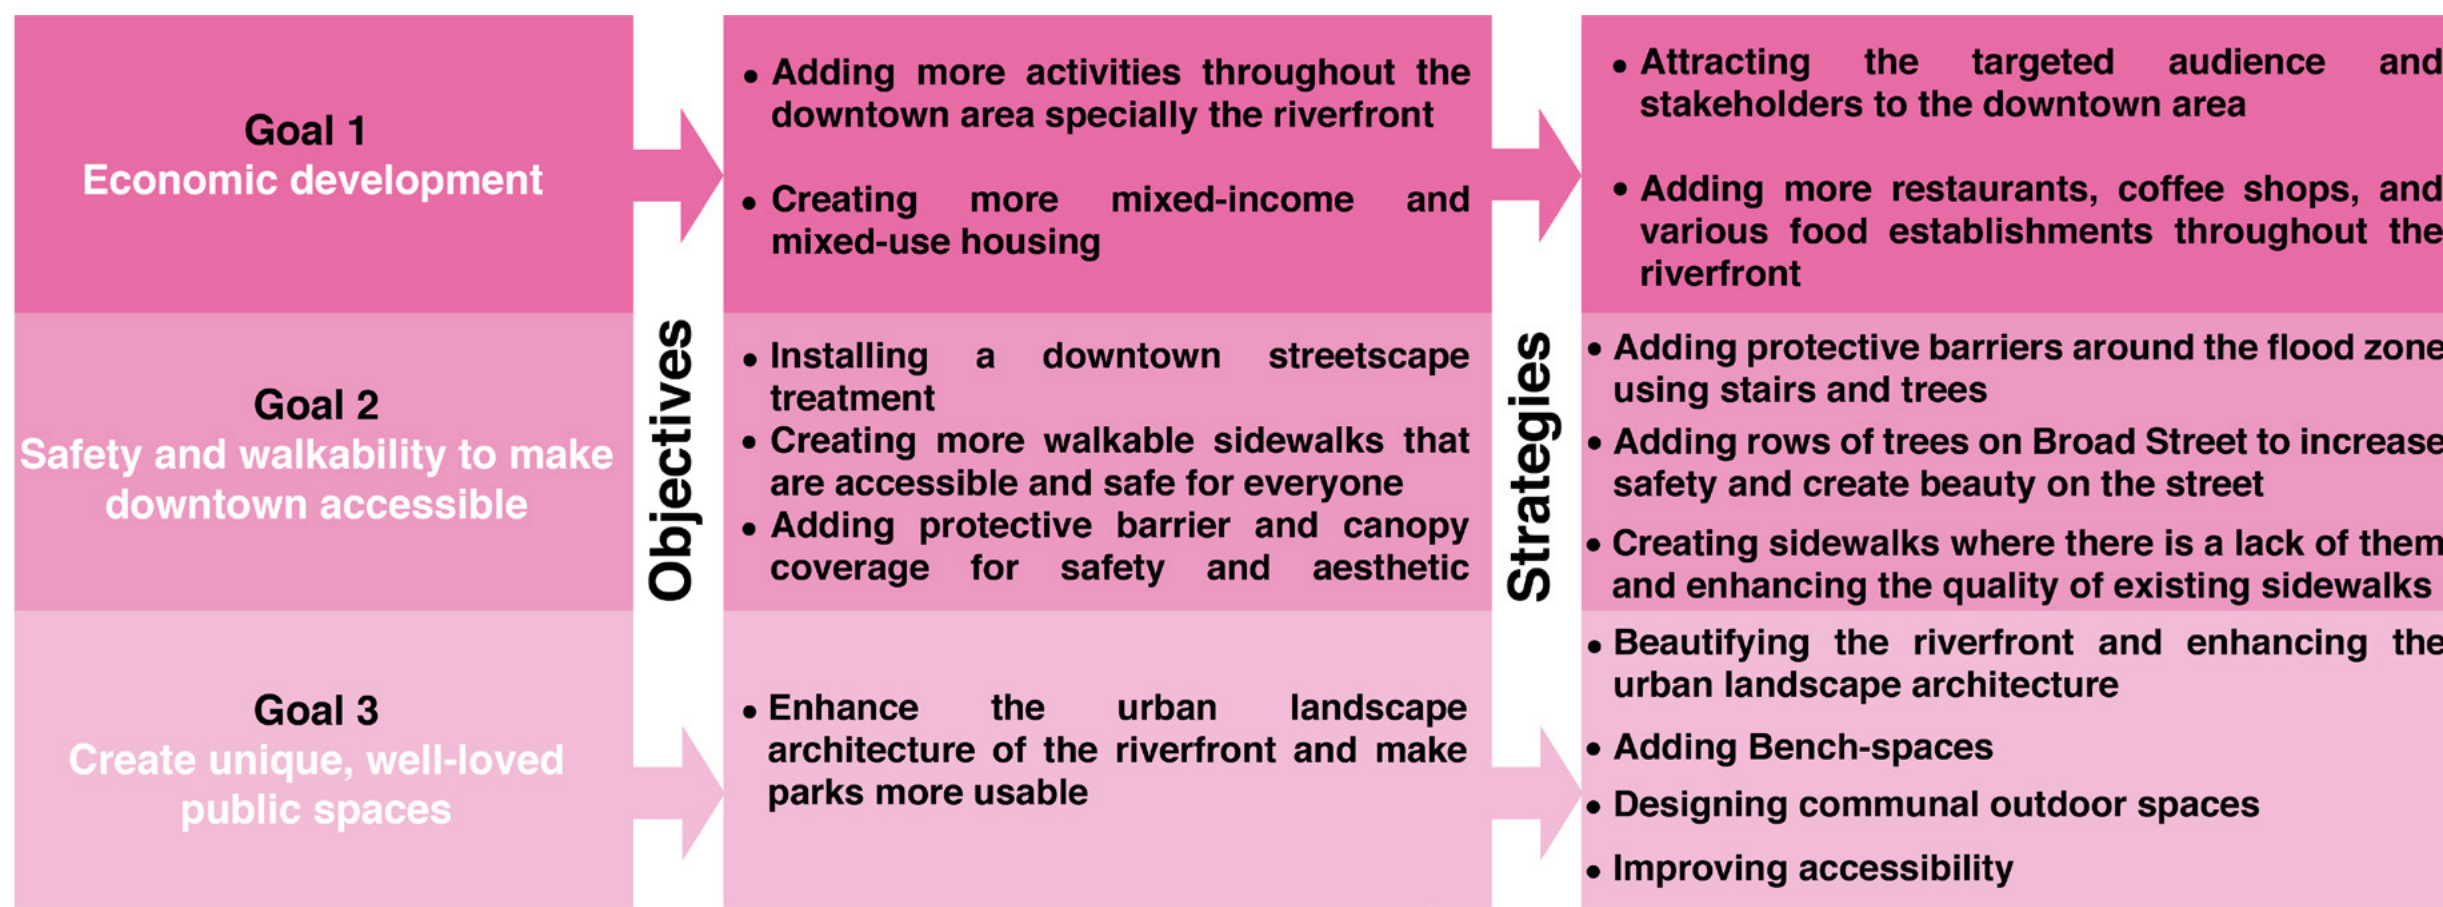 Goal 1
Economic development
• Adding more activities throughout the
downtown area specially the riverfront
• Creating more mixed-income and
mixed-use housing
• Attracting the targeted audience and
stakeholders to the downtown area
• Adding more restaurants, coffee shops, and
various food establishments throughout the
riverfront
Objectives
Strategies
Goal 2
Safety and walkability to make
downtown accessible
• Installing a downtown streetscape
treatment
• Creating more walkable sidewalks that
are accessible and safe for everyone
• Adding protective barrier and canopy
coverage for safety and aesthetic
• Adding protective barriers around the flood zone
using stairs and trees
• Adding rows of trees on Broad Street to increase
safety and create beauty on the street
• Creating sidewalks where there is a lack of them
and enhancing the quality of existing sidewalks
Goal 3
Create unique, well-loved
public spaces
• Enhance the urban landscape
architecture of the riverfront and make
parks more usable
• Beautifying the riverfront and enhancing the
urban landscape architecture
• Adding Bench-spaces
• Designing communal outdoor spaces
• Improving accessibility